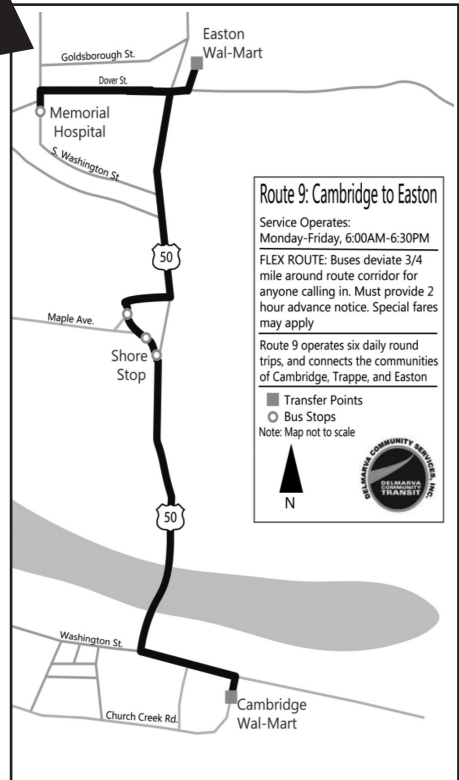 Easton
Wal-Mart
Goldsborough St.
Dover St.
Memorial
Hospital
S. Washington St
50
Maple Ave.
Shore
Stop
50
Washington St.
Church Creek Rd.
Cambridge
Wal-Mart
Route 9: Cambridge to Easton
Service Operates:
Monday-Friday, 6:00AM-6:30PM
FLEX ROUTE: Buses deviate 3/4
mile around route corridor for
anyone calling in. Must provide 2
hour advance notice. Special fares
may apply
Route 9 operates six daily round
trips, and connects the communities
of Cambridge, Trappe, and Easton
Transfer Points
Bus Stops
Note: Map not to scale
N
DELMARVA COMMUNITY SERVICES, INC.
DELMARVA
COMMUNITY
TRANSIT